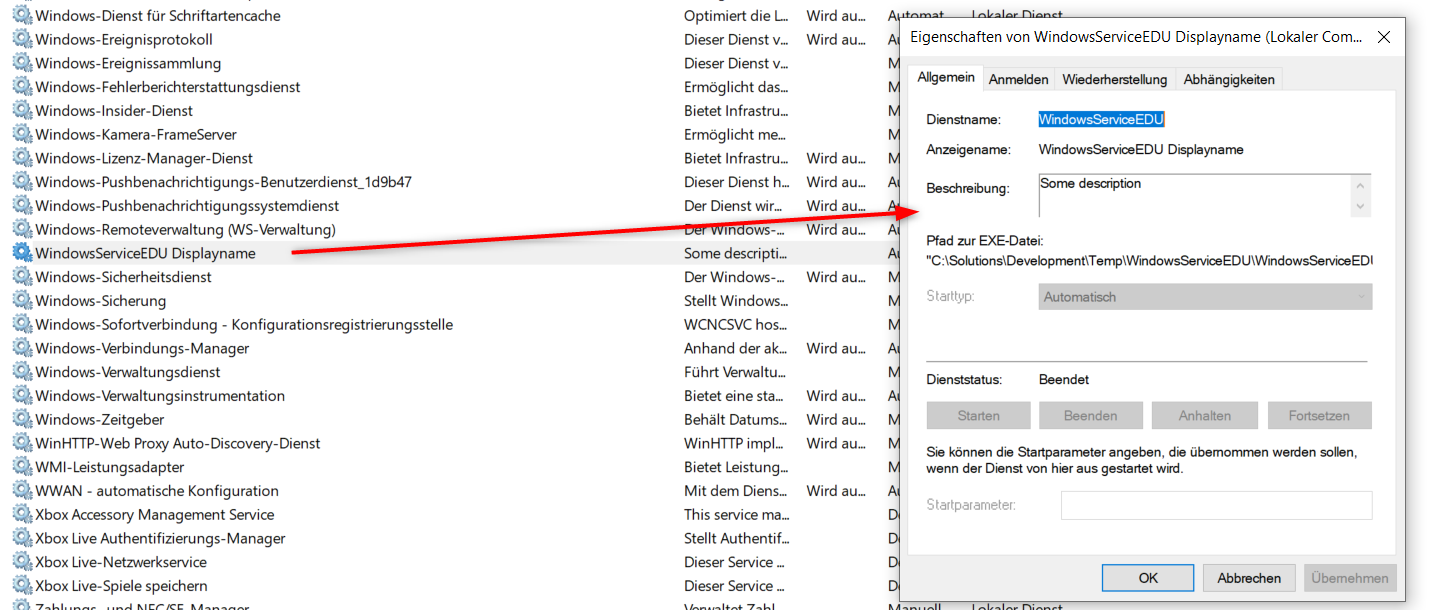 Windows-Dienst für Schriftartencache Optimiert die L... Wird au... Automat... Lokaler Dienst
Windows-Ereignisprotokoll Dieser Dienst v... Wird au...
Windows-Ereignissammlung Dieser Dienst v...
Windows-Fehlerberichterstattungsdienst Ermöglicht das...
Windows-Insider-Dienst Bietet Infrastru...
Windows-Kamera-FrameServer Ermöglicht me...
Windows-Lizenz-Manager-Dienst Bietet Infrastru... Wird au...
Windows-Pushbenachrichtigungs-Benutzerdienst_1d9b47 Dieser Dienst h... Wird au...
Windows-Pushbenachrichtigungssystemdienst Der Dienst wir... Wird au...
Windows-Remoteverwaltung (WS-Verwaltung) Der Windows-... Wird au...
WindowsServiceEDU Displayname Some descripti...
Windows-Sicherheitsdienst Der Windows-... Wird au...
Windows-Sicherung Stellt Windows...
Windows-Sofortverbindung - Konfigurationsregistrierungsstelle WCNCSVC hos...
Windows-Verbindungs-Manager Anhand der ak... Wird au...
Windows-Verwaltungsdienst Führt Verwaltu...
Windows-Verwaltungsinstrumentation Bietet eine sta... Wird au...
Windows-Zeitgeber Behält Datums... Wird au...
WinHTTP-Web Proxy Auto-Discovery-Dienst WinHTTP impl... Wird au...
WMI-Leistungsadapter Bietet Leistung...
WWAN - automatische Konfiguration Mit dem Diens... Wird au...
Xbox Accessory Management Service This service ma...
Xbox Live Authentifizierungs-Manager Stellt Authentif...
Xbox Live-Netzwerkservice Dieser Service ...
Xbox Live-Spiele speichern Dieser Service ...
Zahlungs- und NFC/SE-Manager Verwaltet Zahl... Manuell Lokaler Dienst
Eigenschaften von WindowsServiceEDU Displayname (Lokaler Com...
Allgemein Anmelden Wiederherstellung Abhängigkeiten
Dienstname: WindowsServiceEDU
Anzeigename: WindowsServiceEDU Displayname
Beschreibung: Some description
Pfad zur EXE-Datei:
"C:\Solutions\Development\Temp\WindowsServiceEDU\WindowsServiceEDU
Starttyp: Automatisch
Dienststatus: Beendet
Starten Beenden Anhalten Fortsetzen
Sie können die Startparameter angeben, die übernommen werden sollen,
wenn der Dienst von hier aus gestartet wird.
Startparameter:
OK Abbrechen Übernehmen